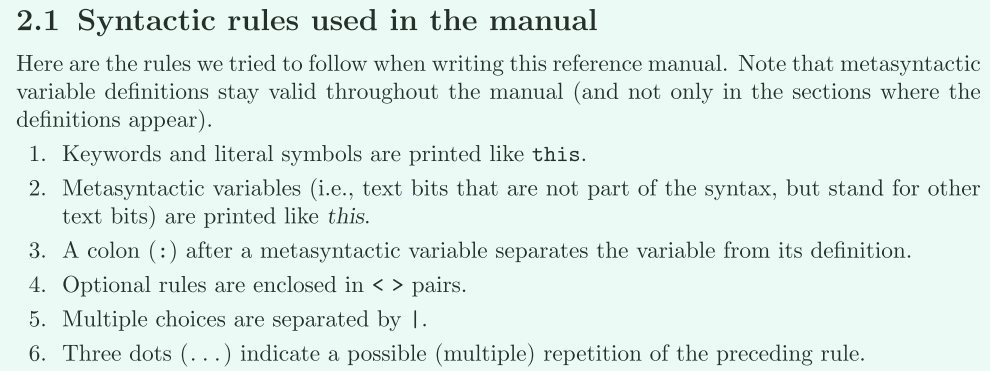 2.1 Syntactic rules used in the manual
Here are the rules we tried to follow when writing this reference manual. Note that metasyntactic
variable definitions stay valid throughout the manual (and not only in the sections where the
definitions appear).
1. Keywords and literal symbols are printed like this.
2. Metasyntactic variables (i.e., text bits that are not part of the syntax, but stand for other
text bits) are printed like this.
3. A colon (:) after a metasyntactic variable separates the variable from its definition.
4. Optional rules are enclosed in < > pairs.
5. Multiple choices are separated by |.
6. Three dots (...) indicate a possible (multiple) repetition of the preceding rule.